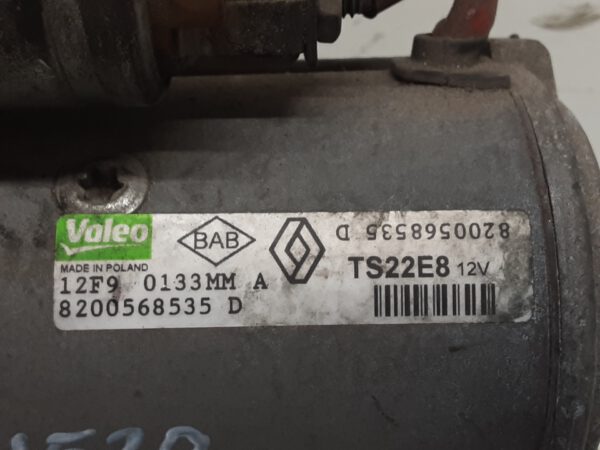 Valeo
MADE IN POLAND
12F9 0133MM A
8200568535 D
BAB
8200568535 D
TS22E8 12V